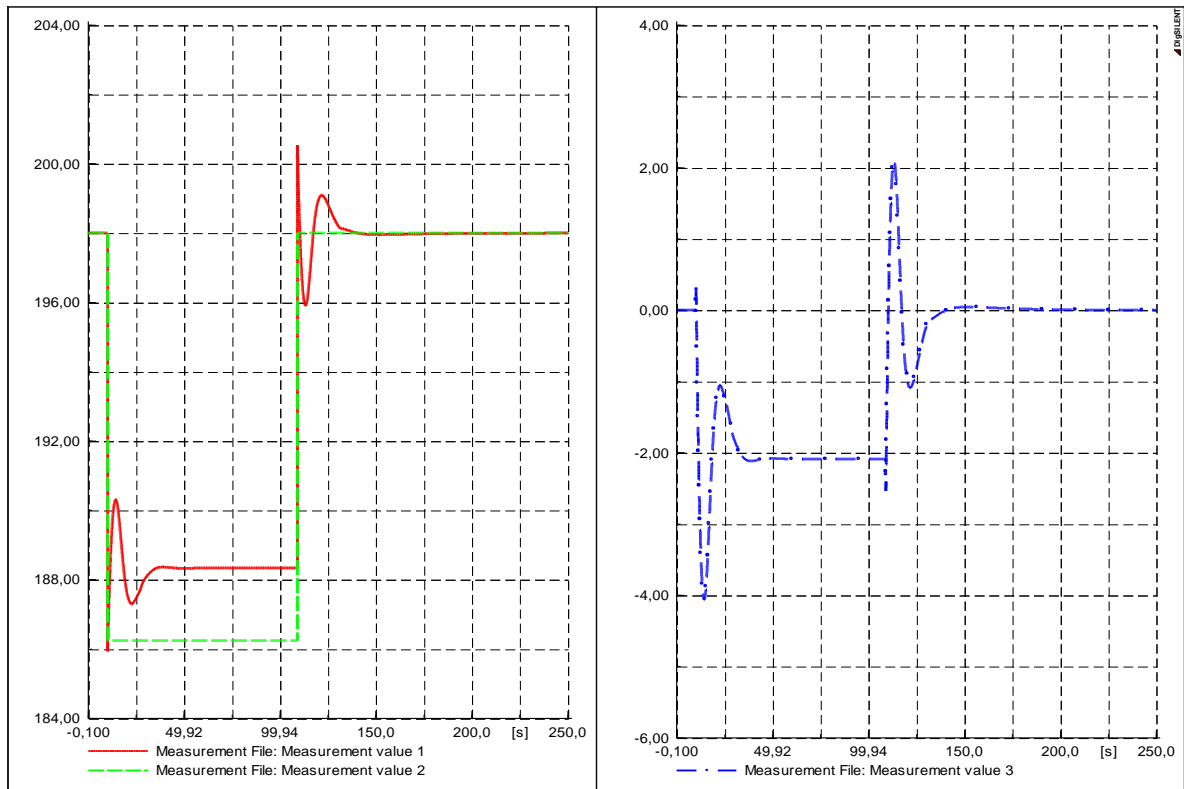 204,00
200,00
196,00
192,00
188,00
184,00
-0,100 49,92 99,94 150,0 200,0 [s] 250,0
Measurement File: Measurement value 1
Measurement File: Measurement value 2
4,00
2,00
0,00
-2,00
-4,00
-6,00
-0,100 49,92 99,94 150,0 200,0 [s] 250,0
Measurement File: Measurement value 3
DIgSILENT